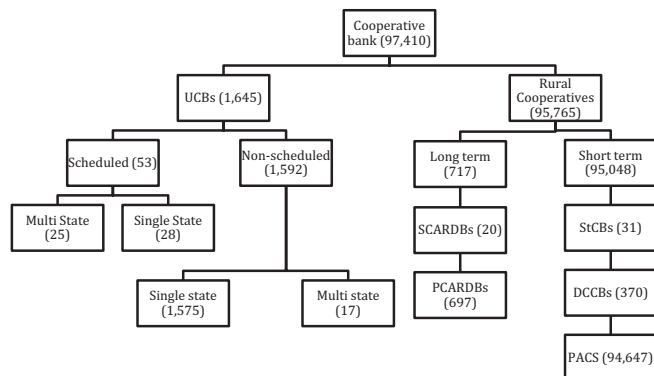 Cooperative
bank (97,410)
UCBs (1,645)
Rural
Cooperatives
(95,765)
Scheduled (53)
Non-scheduled
(1,592)
Long term
(717)
Short term
(95,048)
Multi State
(25)
Single State
(28)
SCARDBs (20)
StCBs (31)
Single state
(1,575)
Multi state
(17)
PCARDBs
(697)
DCCBs (370)
PACS (94,647)